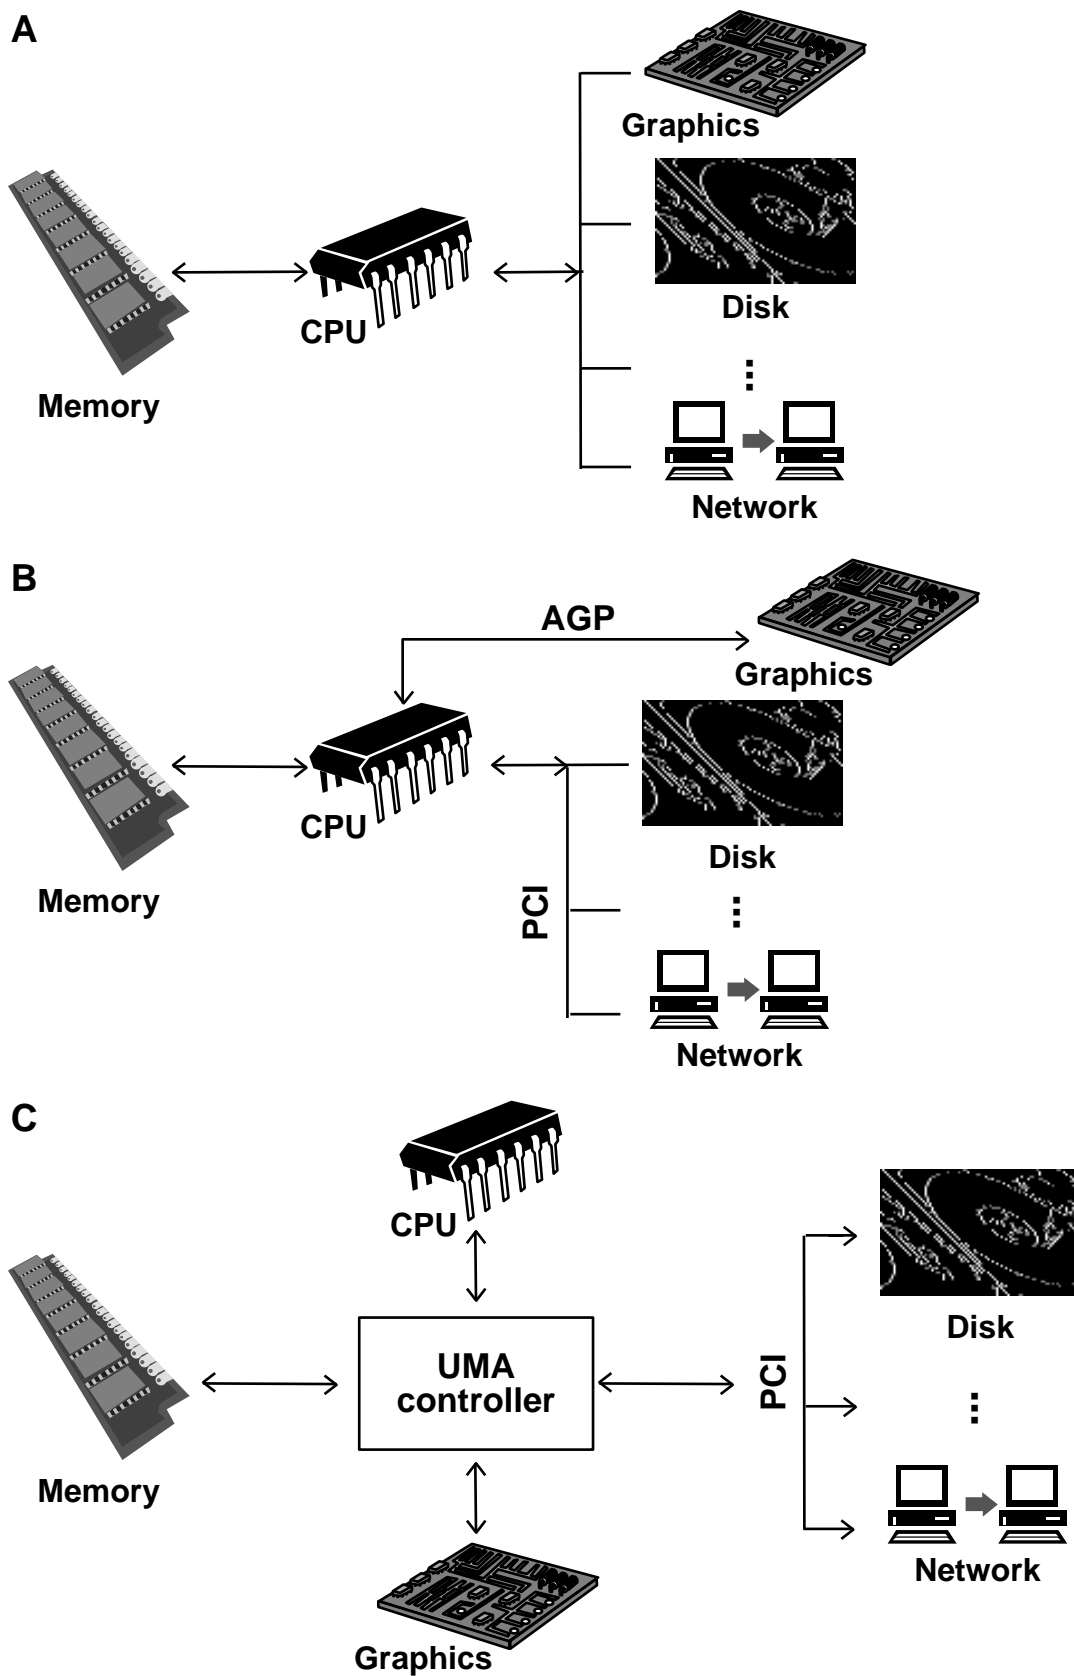 A
Graphics
Disk
...
CPU
Memory
Network
B
AGP
Graphics
CPU
Disk
Memory
PCI
...
Network
C
CPU
Disk
UMA
controller
PCI
...
Memory
Network
Graphics